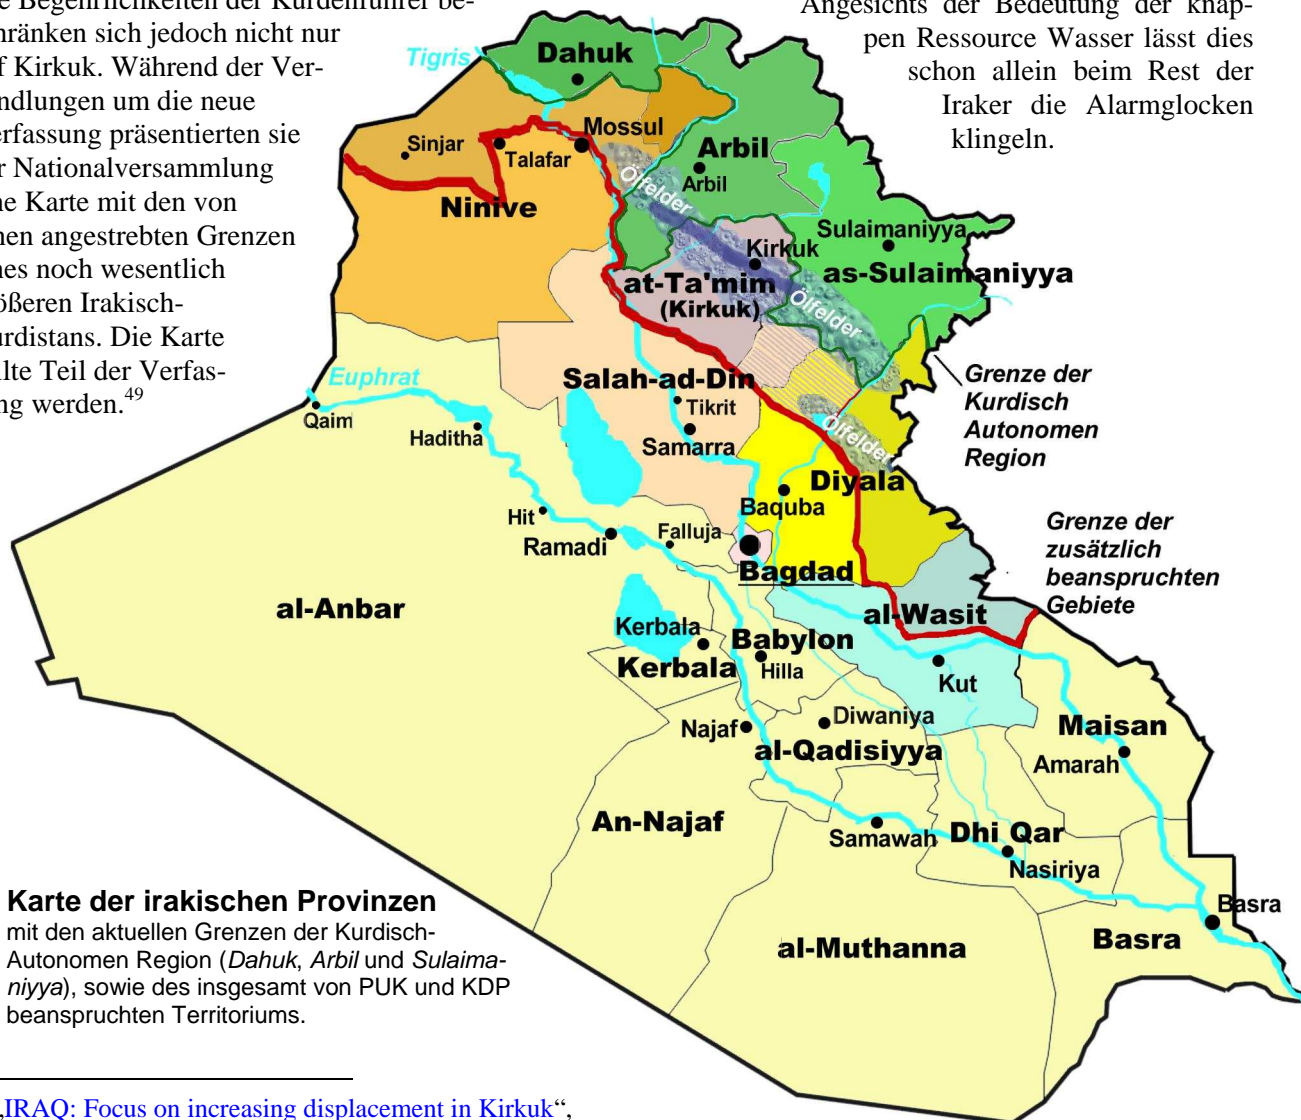 e Begehrlichkeiten der Kurdenführer be-
hränken sich jedoch nicht nur
f Kirkuk. Während der Ver-
ndlungen um die neue
erfassung präsentierten sie
r Nationalversammlung
ne Karte mit den von
nen angestrebten Grenzen
nes noch wesentlich
ößeren Irakisch-
urdistans. Die Karte
llte Teil der Verfas-
ng werden.49
Angesichts der Bedeutung der knap-
pen Ressource Wasser lässt dies
schon allein beim Rest der
Iraker die Alarmglocken
klingeln.
Tigris
Dahuk
Sinjar
Talafar
Mossul
Ninive
Arbil
Arbil
Ölfelder
Sulaimaniyya
as-Sulaimaniyya
Kirkuk
at-Ta'mim
(Kirkuk)
Ölfelder
Grenze der
Kurdisch
Autonomen
Region
Euphrat
Qaim
Haditha
Salah-ad-Din
Tikrit
Samarra
Ölfelder
Diyala
Baquba
Hit
Ramadi
Falluja
Bagdad
Grenze der
zusätzlich
beanspruchten
Gebiete
al-Anbar
al-Wasit
Kerbala
Kerbala
Babylon
Hilla
Kut
Najaf
Diwaniya
al-Qadisiyya
Maisan
Amarah
An-Najaf
Samawah
Dhi Qar
Nasiriya
Basra
Basra
al-Muthanna
Karte der irakischen Provinzen
mit den aktuellen Grenzen der Kurdisch-
Autonomen Region (Dahuk, Arbil und Sulaima-
niyya), sowie des insgesamt von PUK und KDP
beanspruchten Territoriums.
„IRAQ: Focus on increasing displacement in Kirkuk“,